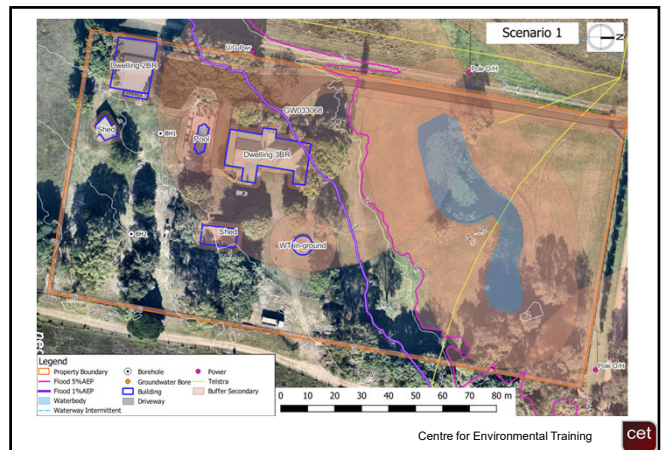 Scenario 1
N
U/G Pwr
Pole O/H
Dwelling 2BR
GW033068
Shed
BH1
Pool
Dwelling 3BR
Shed
BH2
WT in-ground
Pole O/H
Legend
Property Boundary
Flood 5%AEP
Flood 1%AEP
Waterbody
Waterway Intermittent
Borehole
Groundwater Bore
Building
Driveway
Power
Telstra
Buffer Secondary
0 10 20 30 40 50 60 70 80 m
Centre for Environmental Training
cet